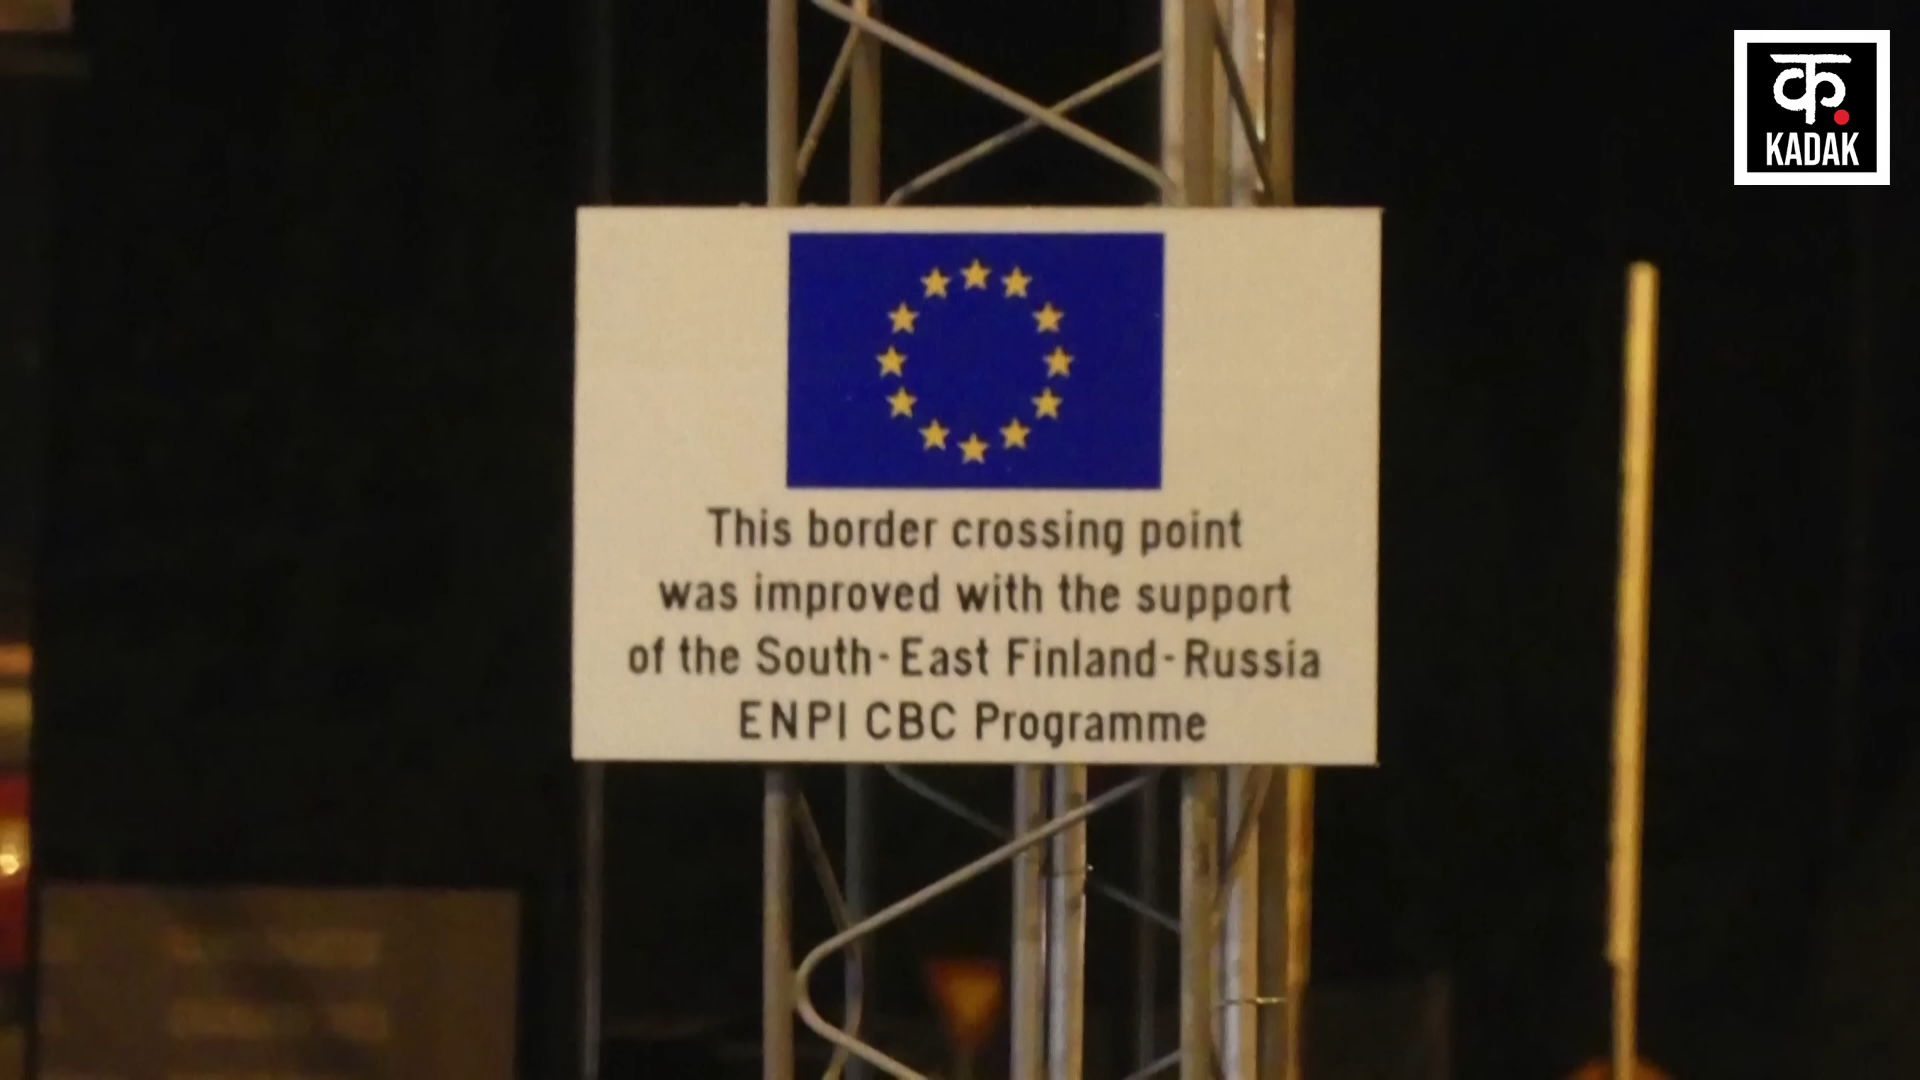 क.
KADAK
This border crossing point
was improved with the support
of the South-East Finland-Russia
ENPI CBC Programme